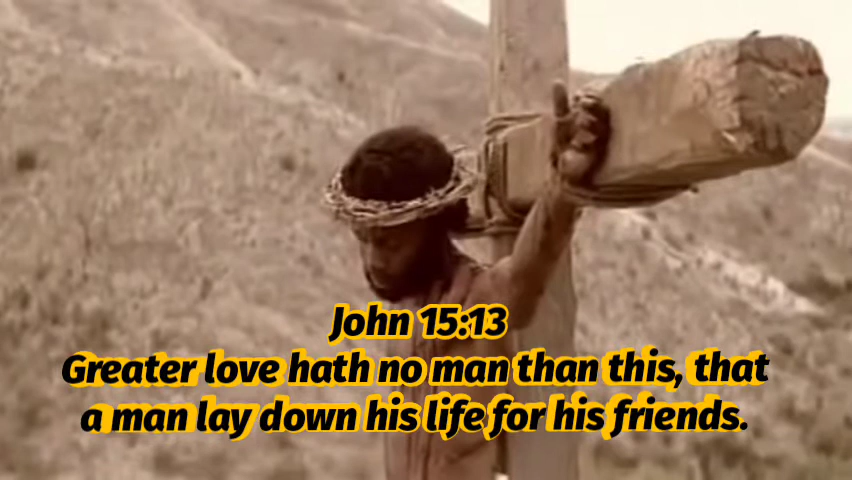 John 15:13
Greater love hath no man than this, that
a man lay down his life for his friends.